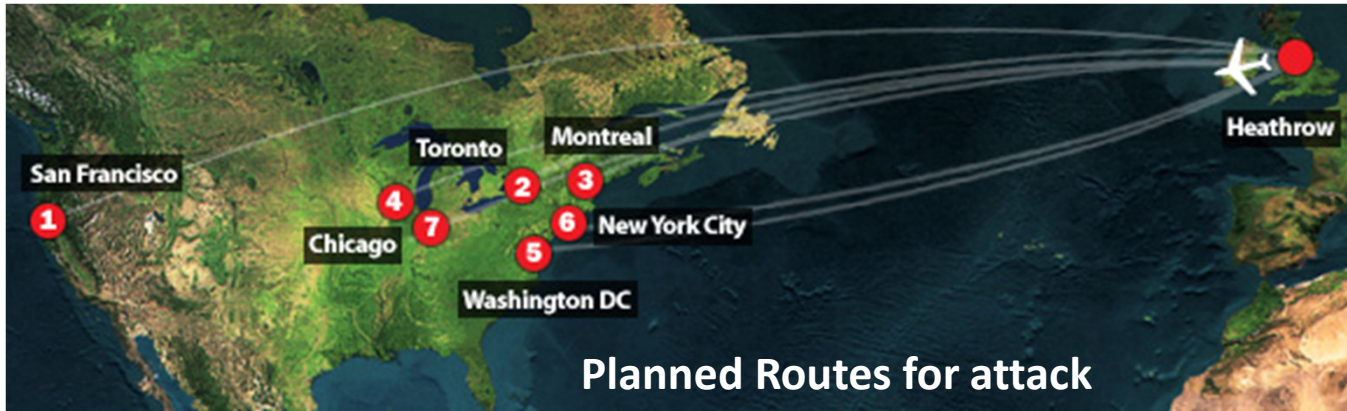 Montreal
Toronto
Heathrow
San Francisco
1
4
2
3
7
6
New York City
Chicago
5
Washington DC
Planned Routes for attack